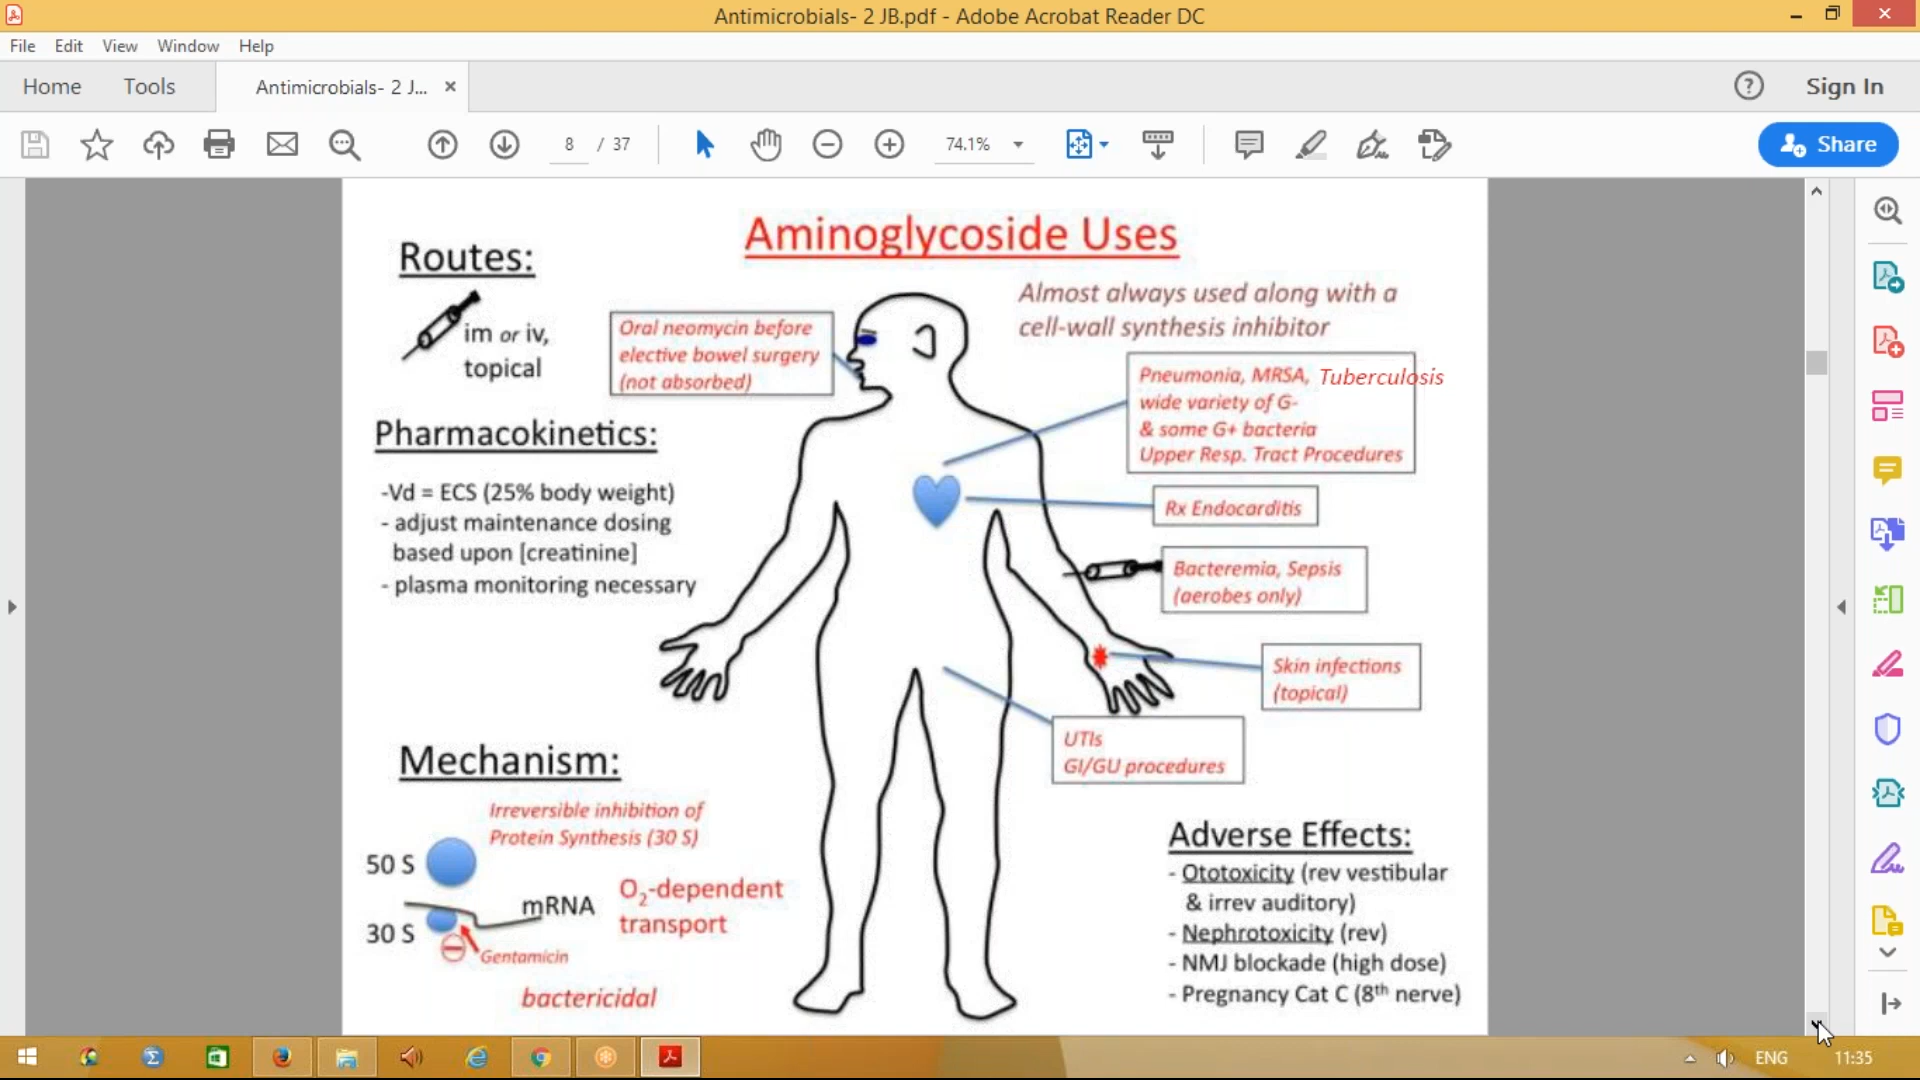 Antimicrobials- 2 JB.pdf - Adobe Acrobat Reader DC
File Edit View Window Help
Home Tools Antimicrobials- 2 J... Sign In
8 / 37 74.1% Share
Aminoglycoside Uses
Routes:
im or iv,
topical
Almost always used along with a
cell-wall synthesis inhibitor
Oral neomycin before
elective bowel surgery
(not absorbed)
Pneumonia, MRSA, Tuberculosis
wide variety of G-
& some G+ bacteria
Upper Resp. Tract Procedures
Pharmacokinetics:
-Vd = ECS (25% body weight)
- adjust maintenance dosing
based upon [creatinine]
- plasma monitoring necessary
Rx Endocarditis
Bacteremia, Sepsis
(aerobes only)
Skin infections
(topical)
UTIs
GI/GU procedures
Mechanism:
Irreversible inhibition of
Protein Synthesis (30 S)
50 S
mRNA
30 S
Gentamicin
O₂-dependent
transport
bactericidal
Adverse Effects:
- Ototoxicity (rev vestibular
& irrev auditory)
- Nephrotoxicity (rev)
- NMJ blockade (high dose)
- Pregnancy Cat C (8th nerve)
ENG 11:35